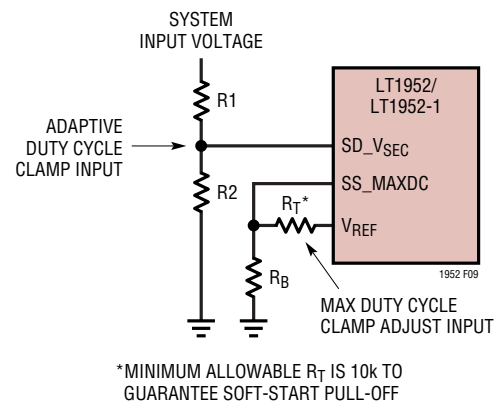 SYSTEM
INPUT VOLTAGE
R1
ADAPTIVE
DUTY CYCLE
CLAMP INPUT
R2
LT1952/
LT1952-1
SD_VSEC
SS_MAXDC
RT*
VREF
RB
1952 F09
MAX DUTY CYCLE
CLAMP ADJUST INPUT
*MINIMUM ALLOWABLE RT IS 10k TO
GUARANTEE SOFT-START PULL-OFF